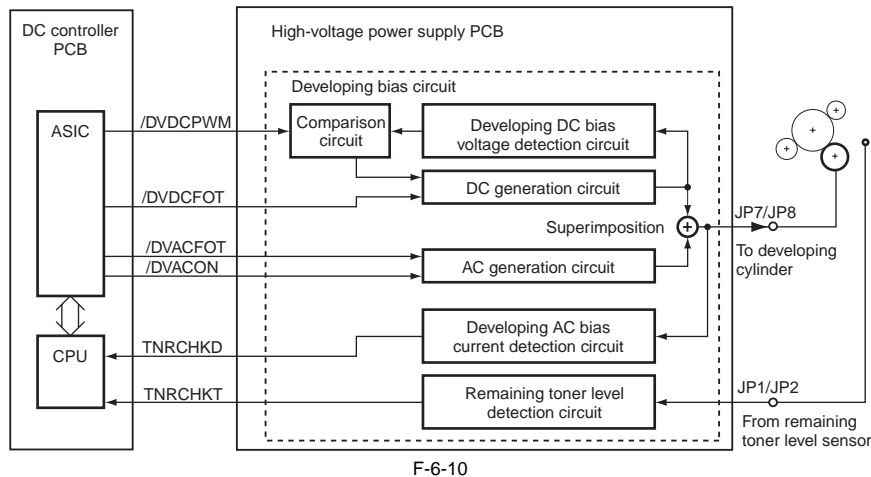 DC controller
PCB
High-voltage power supply PCB
Developing bias circuit
ASIC
/DVDCPWM
Comparison
circuit
Developing DC bias
voltage detection circuit
/DVDCFOT
DC generation circuit
Superimposition
JP7/JP8
To developing
cylinder
/DVACFOT
/DVACON
AC generation circuit
CPU
TNRCHKD
Developing AC bias
current detection circuit
TNRCHKT
Remaining toner level
detection circuit
JP1/JP2
From remaining
toner level sensor
F-6-10